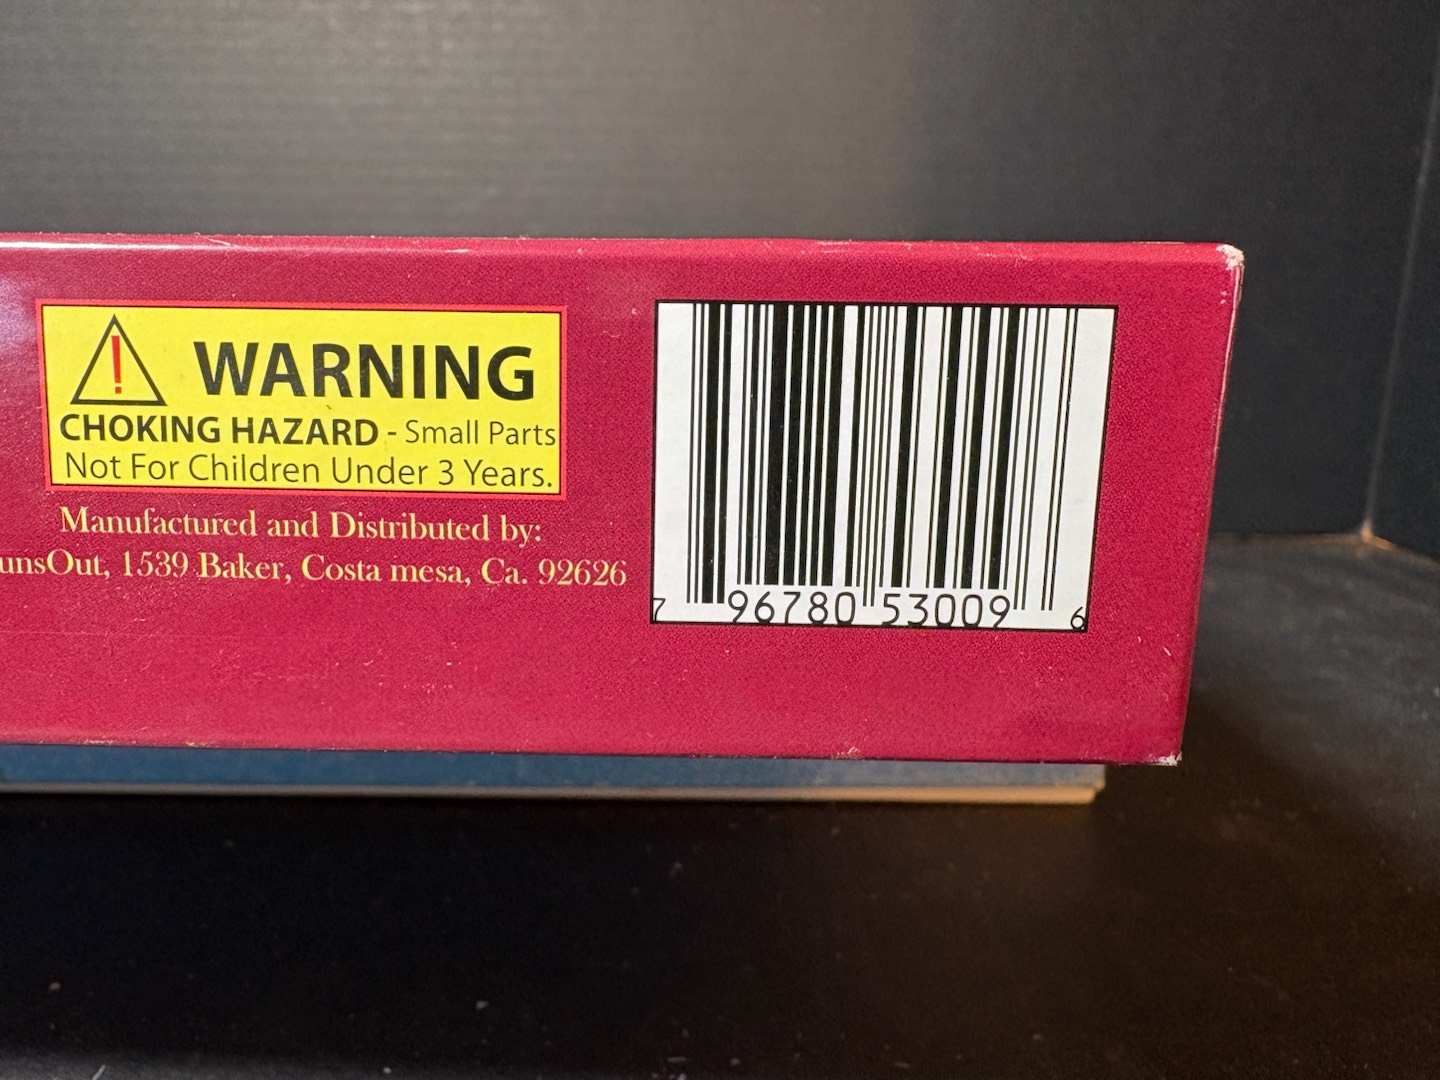 !
WARNING
CHOKING HAZARD - Small Parts
Not For Children Under 3 Years.
Manufactured and Distributed by:
unsOut, 1539 Baker, Costa mesa, Ca. 92626
7 96780 53009 6